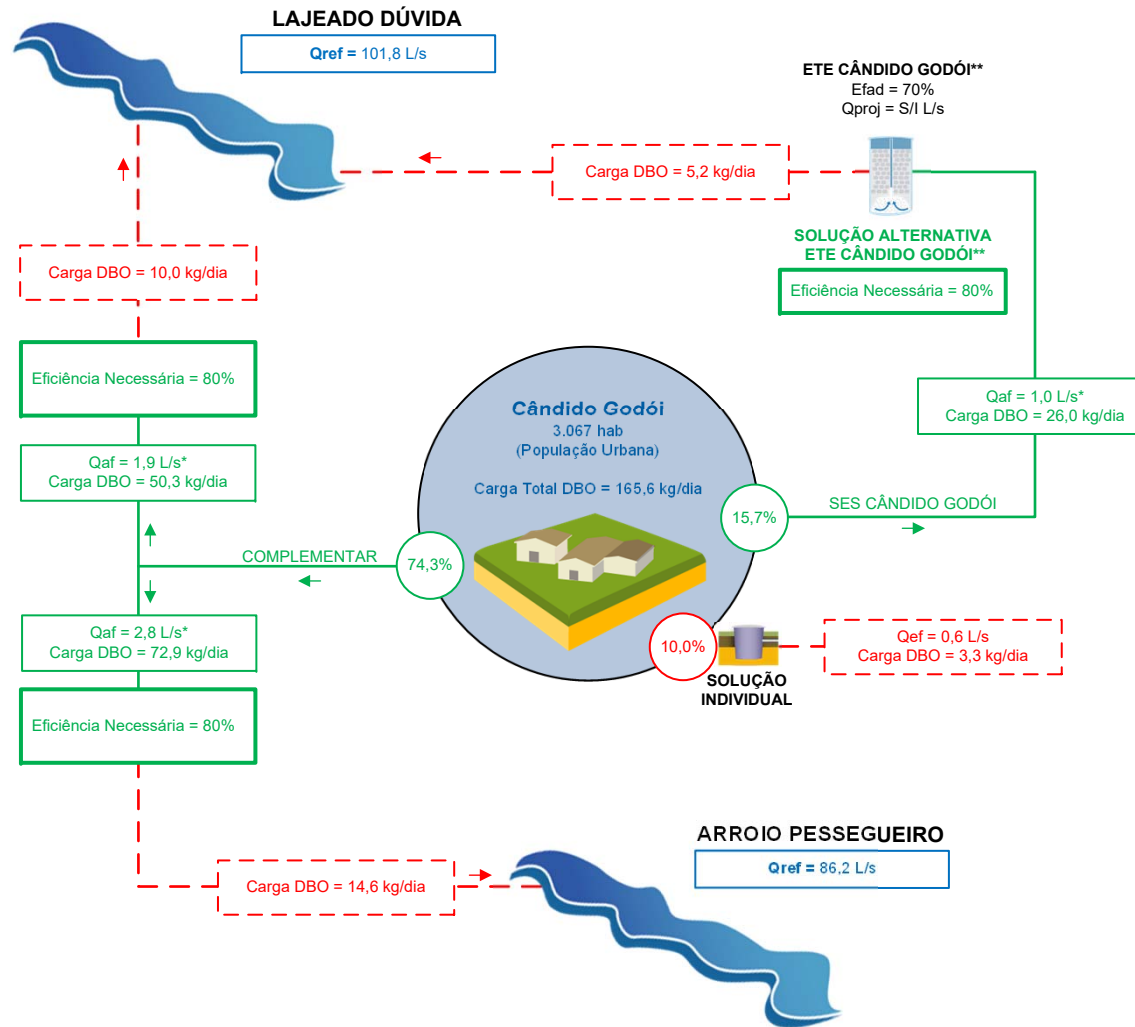 LAJEADO DÚVIDA
Qref = 101,8 L/s
ETE CÂNDIDO GODÓI**
Efad = 70%
Qproj = S/I L/s
Carga DBO = 5,2 kg/dia
SOLUÇÃO ALTERNATIVA
ETE CÂNDIDO GODÓI**
Eficiência Necessária = 80%
Carga DBO = 10,0 kg/dia
Eficiência Necessária = 80%
Qaf = 1,9 L/s*
Carga DBO = 50,3 kg/dia
Cândido Godói
3.067 hab
(População Urbana)
Carga Total DBO = 165,6 kg/dia
Qaf = 1,0 L/s*
Carga DBO = 26,0 kg/dia
15,7%
SES CÂNDIDO GODÓI
COMPLEMENTAR
74,3%
Qaf = 2,8 L/s*
Carga DBO = 72,9 kg/dia
10,0%
SOLUÇÃO
INDIVIDUAL
Qef = 0,6 L/s
Carga DBO = 3,3 kg/dia
Eficiência Necessária = 80%
Carga DBO = 14,6 kg/dia
ARROIO PESSEGUEIRO
Qref = 86,2 L/s